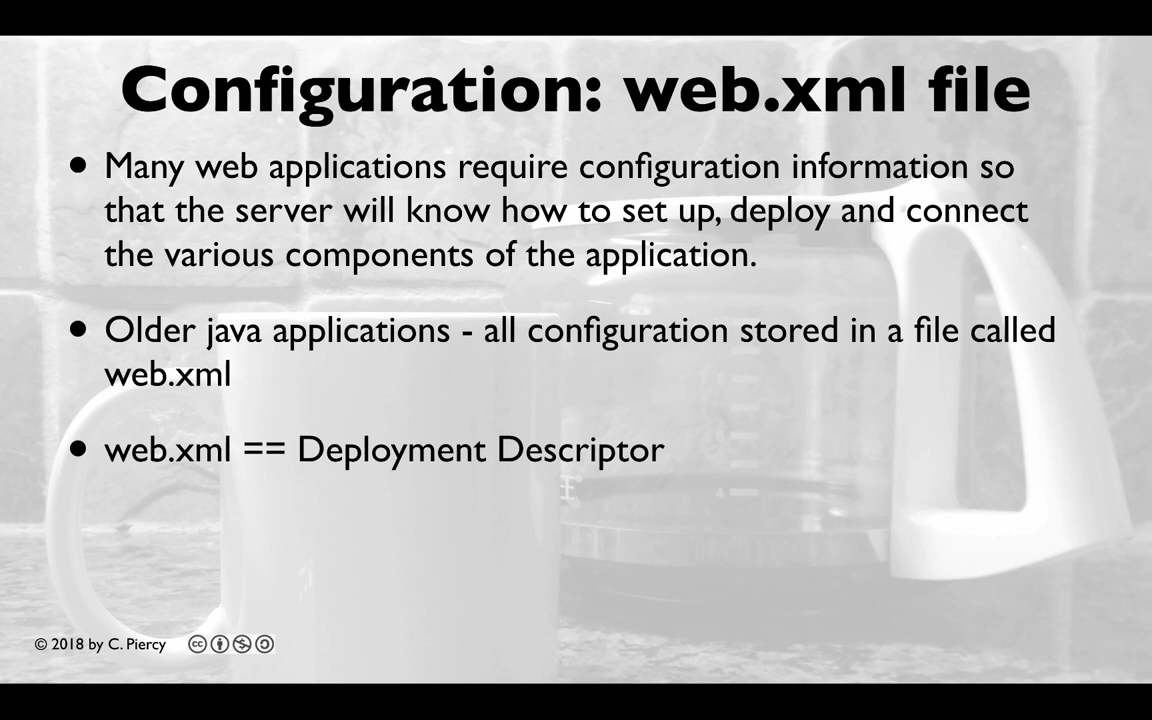 Configuration: web.xml file
• Many web applications require configuration information so
that the server will know how to set up, deploy and connect
the various components of the application.
• Older java applications - all configuration stored in a file called
web.xml
• web.xml == Deployment Descriptor
© 2018 by C. Piercy